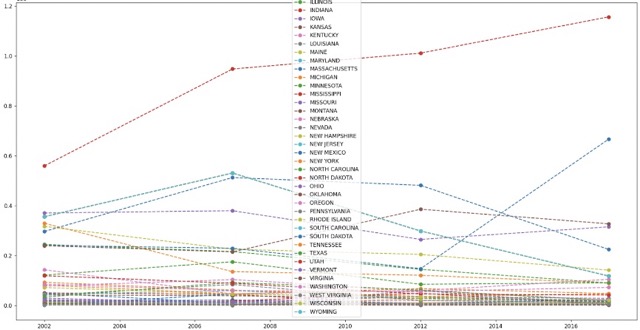 ILLINOIS
INDIANA
IOWA
KANSAS
KENTUCKY
LOUISIANA
MAINE
MARYLAND
MASSACHUSETTS
MICHIGAN
MINNESOTA
MISSISSIPPI
MISSOURI
MONTANA
NEBRASKA
NEVADA
NEW HAMPSHIRE
NEW JERSEY
NEW MEXICO
NEW YORK
NORTH CAROLINA
NORTH DAKOTA
OHIO
OKLAHOMA
OREGON
PENNSYLVANIA
RHODE ISLAND
SOUTH CAROLINA
SOUTH DAKOTA
TENNESSEE
TEXAS
UTAH
VERMONT
VIRGINIA
WASHINGTON
WEST VIRGINIA
WISCONSIN
WYOMING
1.2
1.0
0.8
0.6
0.4
0.2
0.0
2002 2004 2006 2008 2010 2012 2014 2016